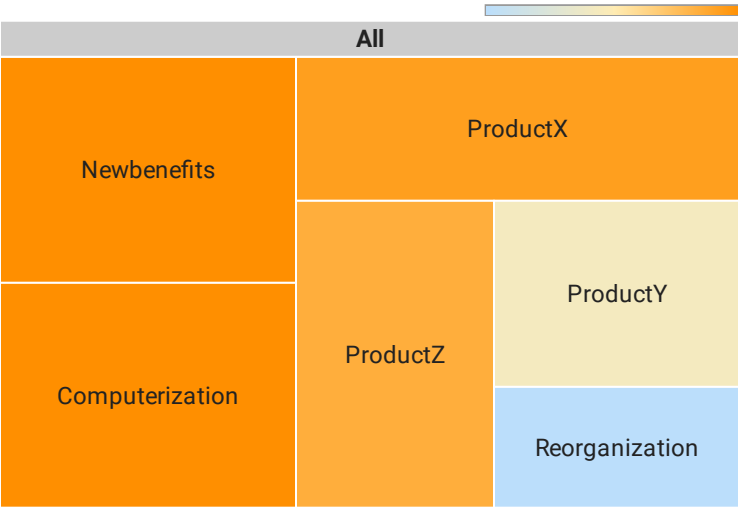 All
Newbenefits
ProductX
Computerization
ProductZ
ProductY
Reorganization